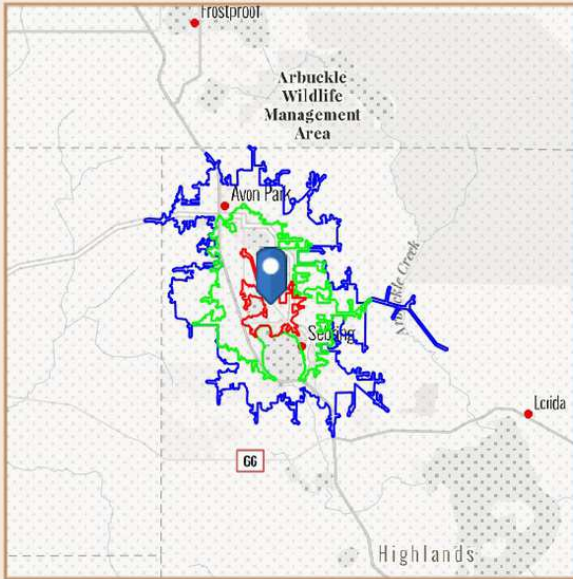 Frostproof
Arbuckle
Wildlife
Management
Area
Avon Park
Arbuckle Creek
Sebring
Lorida
66
Highlands